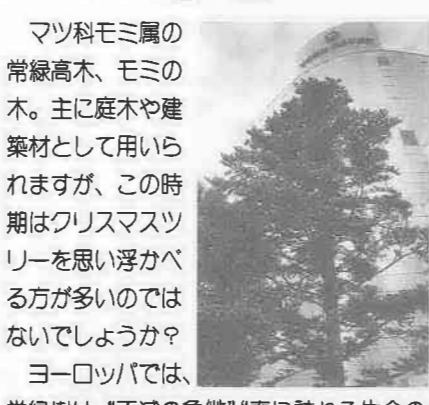 マツ科モミ属の
常緑高木、モミの
木。主に庭木や建
築材として用いら
れますが、この時
期はクリスマスツ
リーを思い浮かべ
る方が多いのでは
ないでしょうか?
ヨーロッパでは、